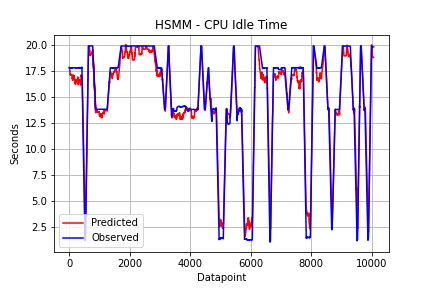 HSMM - CPU Idle Time
20.0
17.5
15.0
12.5
10.0
7.5
5.0
2.5
Seconds
Predicted
Observed
0 2000 4000 6000 8000 10000
Datapoint